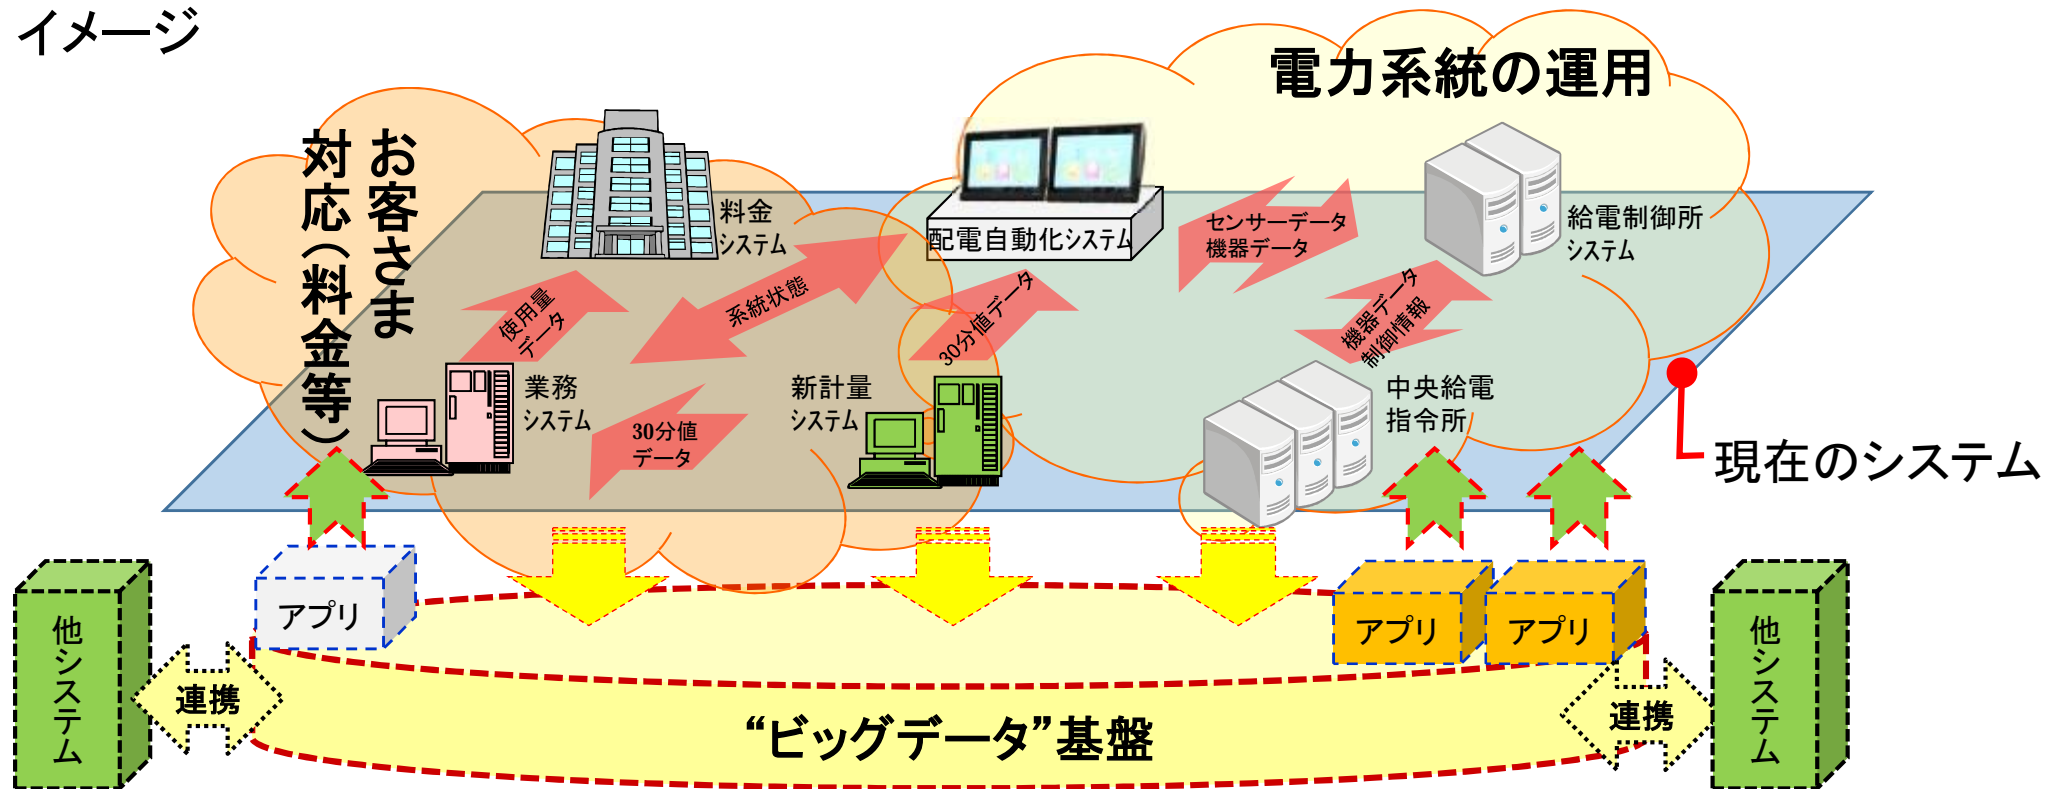 イメージ
電力系統の運用
お客さま
対応(料金等)
料金
システム
配電自動化システム
センサーデータ
機器データ
給電制御所
システム
使用量
データ
系統状態
30分値データ
機器データ
制御情報
業務
システム
30分値
データ
新計量
システム
中央給電
指令所
現在のシステム
アプリ
アプリ
アプリ
他システム
連携
“ビッグデータ”基盤
連携
他システム